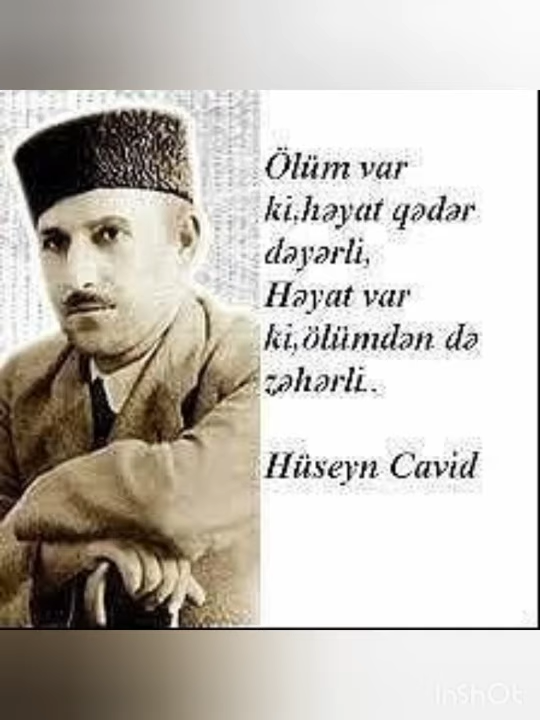 Ölüm var
ki,həyat qədər
dəyərli,
Həyat var
ki,ölümdən də
zəhərli..
Hüseyn Cavid
InShOt